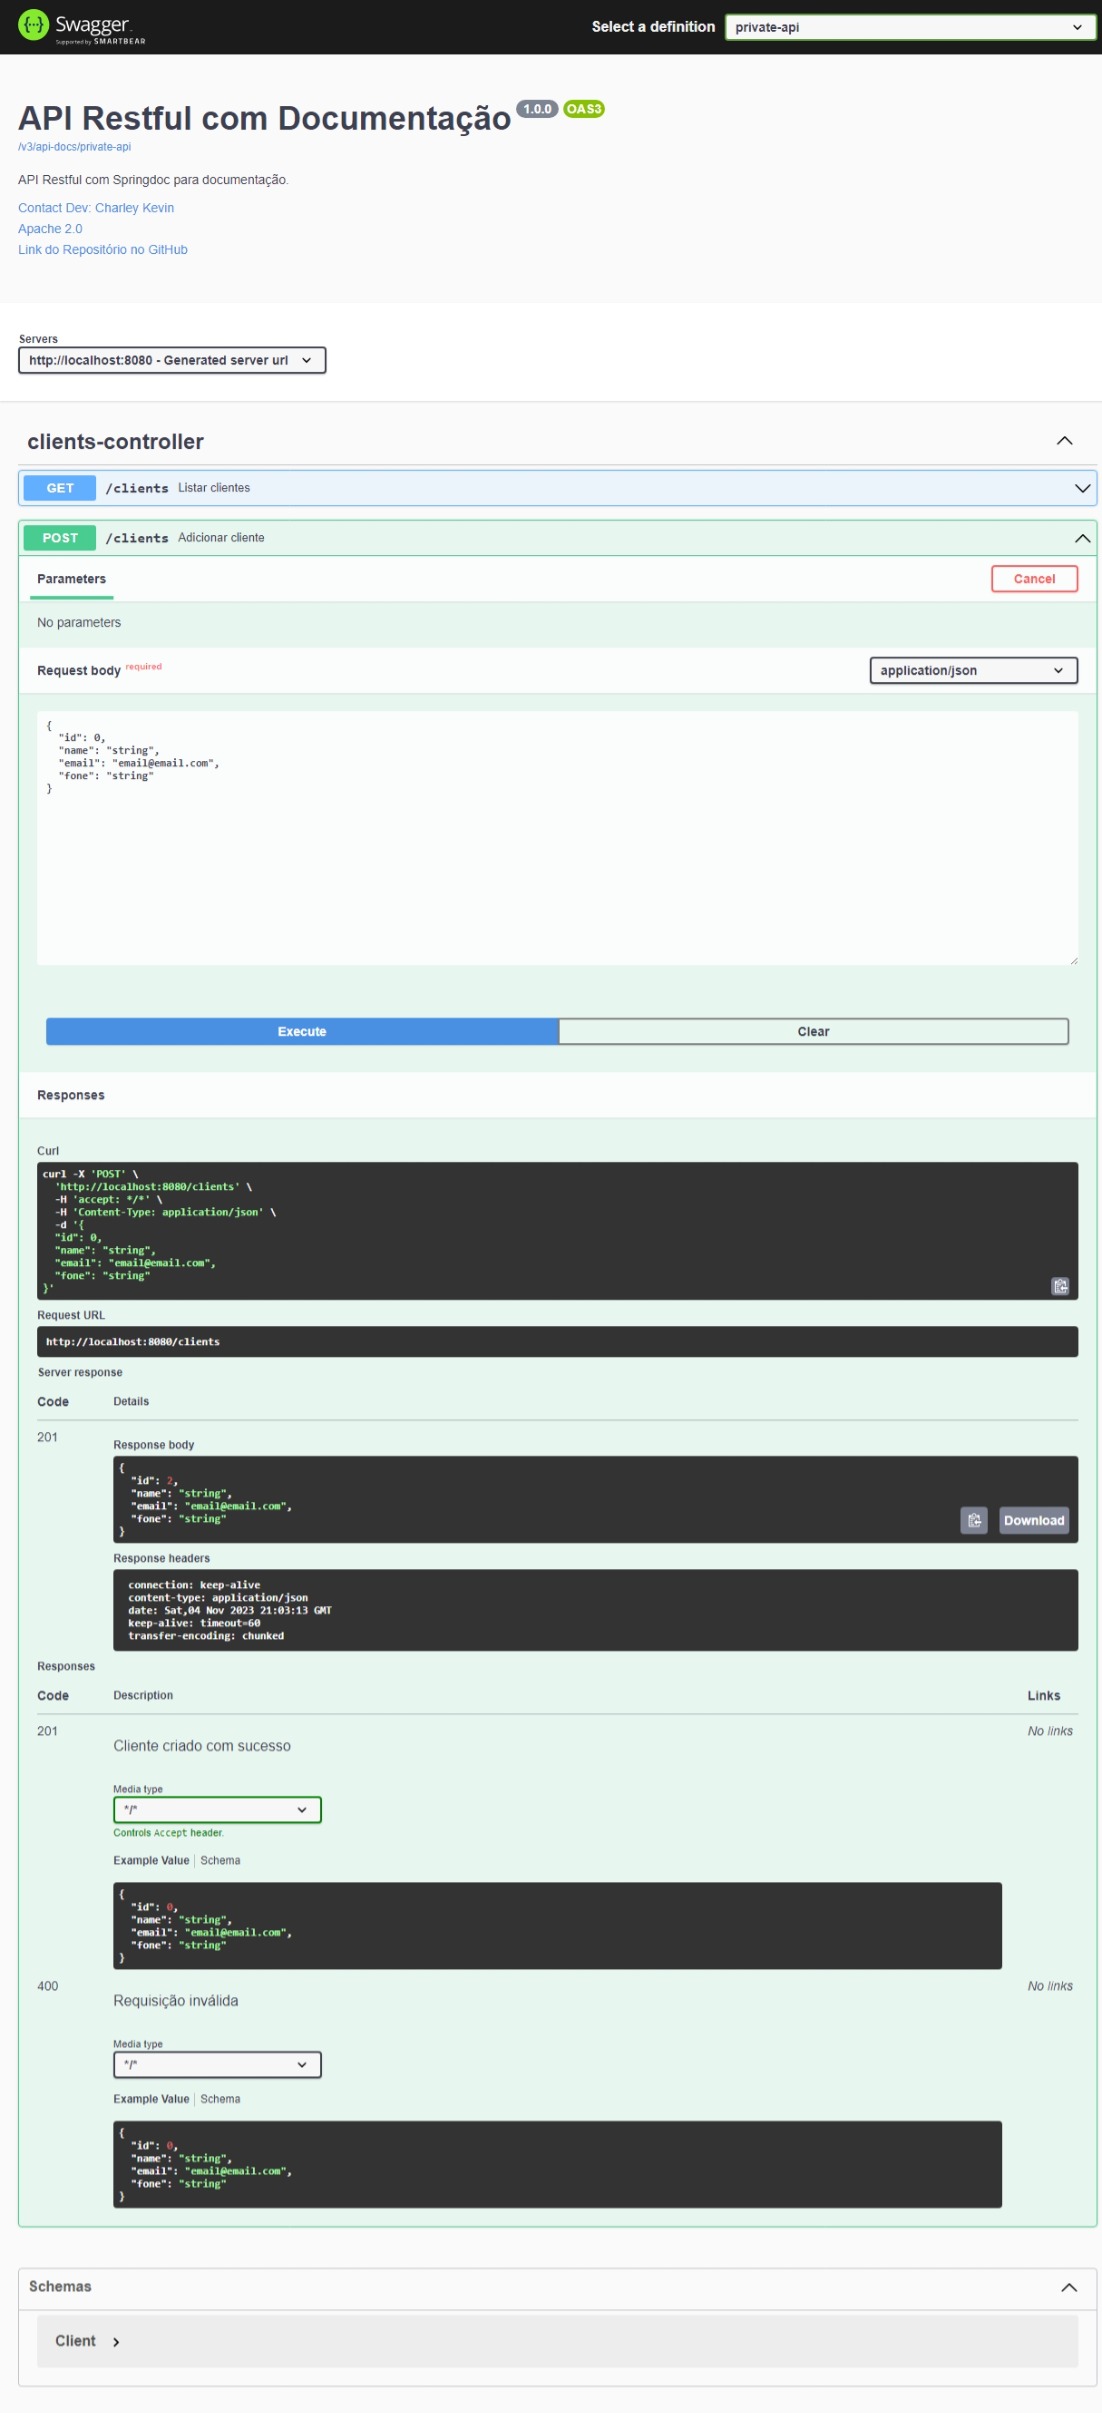 Swagger
Supported by SMARTBEAR
Select a definition
private-api
API Restful com Documentação 1.0.0 OAS3
/v3/api-docs/private-api
API Restful com Springdoc para documentação.
Contact Dev: Charley Kevin
Apache 2.0
Link do Repositório no GitHub
Servers
http://localhost:8080 - Generated server url
clients-controller
GET /clients Listar clientes
POST /clients Adicionar cliente
Parameters
Cancel
No parameters
Request body required
application/json
{
"id": 0,
"name": "string",
"email": "email@email.com",
"fone": "string"
}
Execute
Clear
Responses
Curl
curl -X 'POST' \
'http://localhost:8080/clients' \
-H 'accept: */*' \
-H 'Content-Type: application/json' \
-d '{
"id": 0,
"name": "string",
"email": "email@email.com",
"fone": "string"
}'
Request URL
http://localhost:8080/clients
Server response
Code Details
201
Response body
{
"id": 2,
"name": "string",
"email": "email@email.com",
"fone": "string"
}
Download
Response headers
connection: keep-alive
content-type: application/json
date: Sat,04 Nov 2023 21:03:13 GMT
keep-alive: timeout=60
transfer-encoding: chunked
Responses
Code Description Links
201 No links
Cliente criado com sucesso
Media type
*/*
Controls Accept header.
Example Value Schema
{
"id": 0,
"name": "string",
"email": "email@email.com",
"fone": "string"
}
400 No links
Requisição inválida
Media type
*/*
Example Value Schema
{
"id": 0,
"name": "string",
"email": "email@email.com",
"fone": "string"
}
Schemas
Client